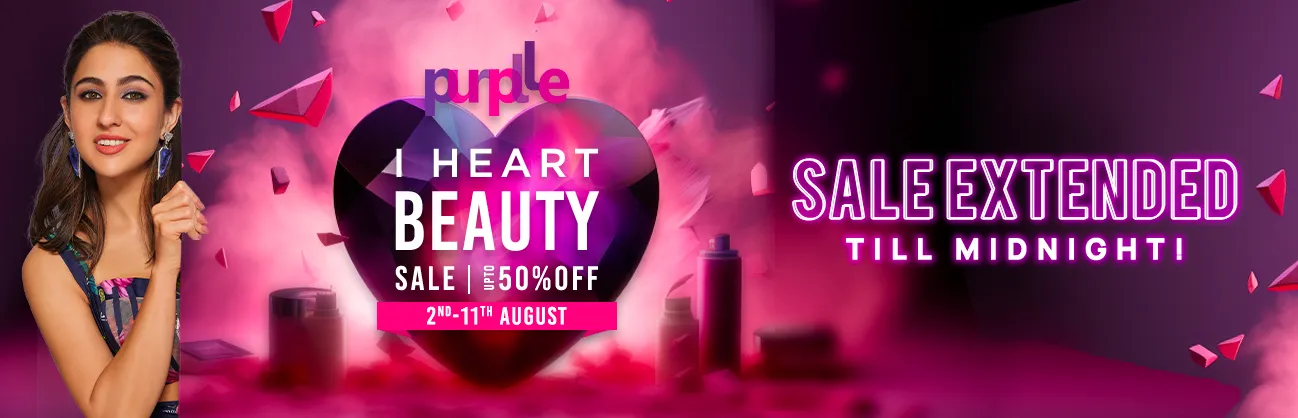 purplle
I HEART
BEAUTY
SALE | UPTO 50%OFF
2ND-11TH AUGUST
SALE EXTENDED
TILL MIDNIGHT!